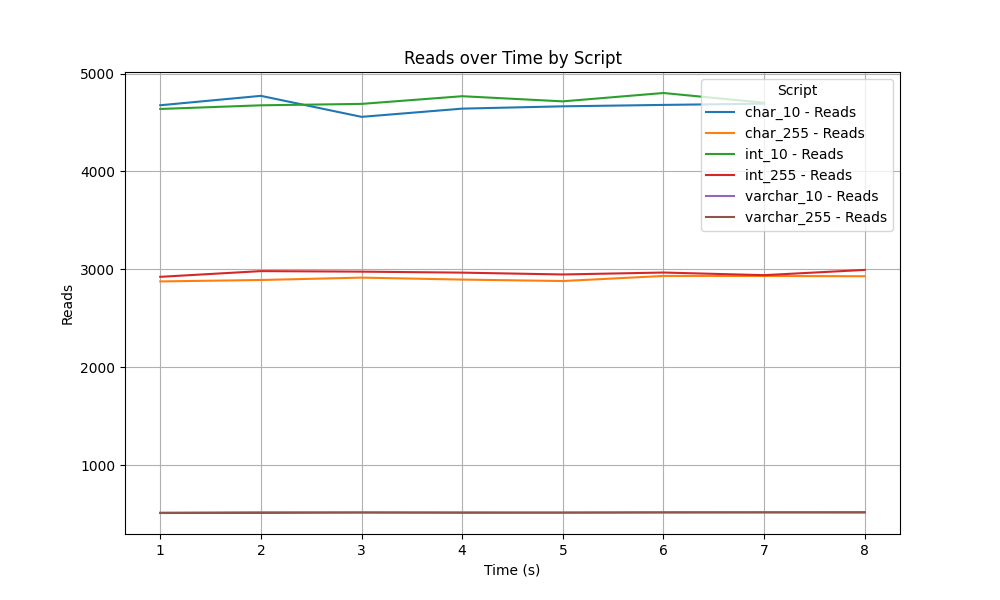 Reads over Time by Script
5000
4000
3000
2000
1000
Reads
Script
char_10 - Reads
char_255 - Reads
int_10 - Reads
int_255 - Reads
varchar_10 - Reads
varchar_255 - Reads
1 2 3 4 5 6 7 8
Time (s)